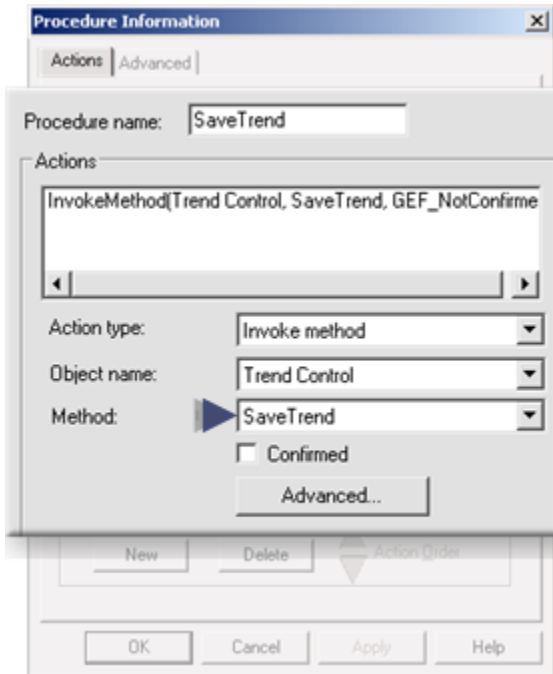 Procedure Information
Actions Advanced
Procedure name: SaveTrend
Actions
InvokeMethod(Trend Control, SaveTrend, GEF_NotConfirme
Action type: Invoke method
Object name: Trend Control
Method: SaveTrend
Confirmed
Advanced...
New Delete Action Order
OK Cancel Apply Help